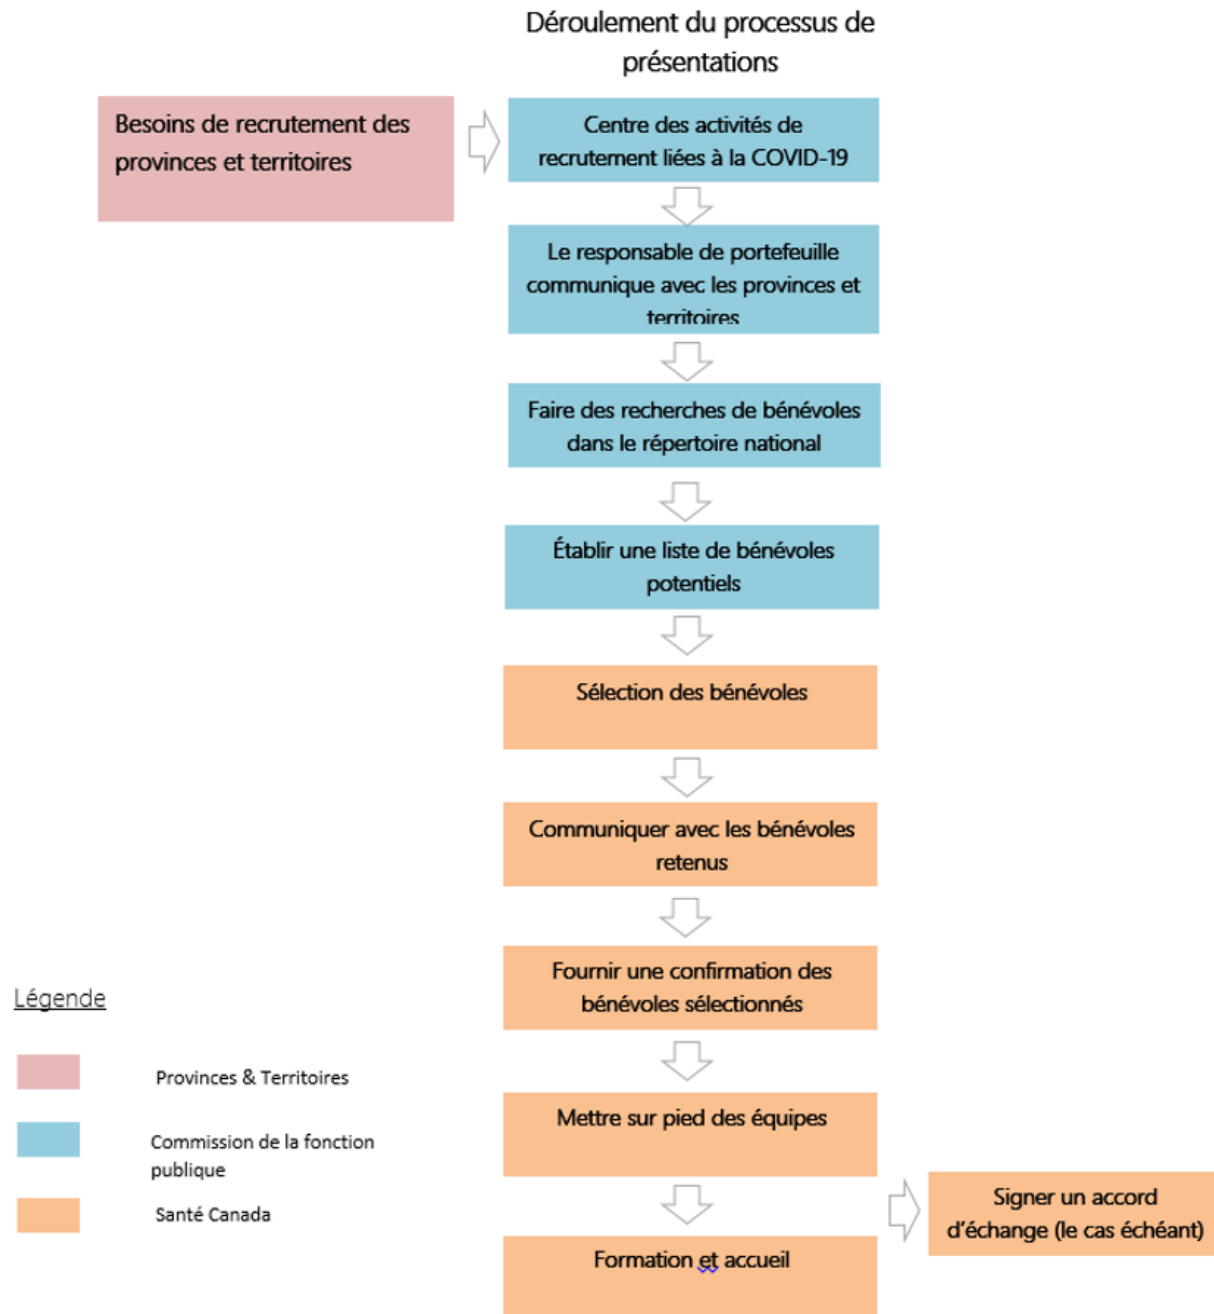 Déroulement du processus de
présentations
Besoins de recrutement des
provinces et territoires
Centre des activités de
recrutement liées à la COVID-19
Le responsable de portefeuille
communique avec les provinces et
territoires
Faire des recherches de bénévoles
dans le répertoire national
Établir une liste de bénévoles
potentiels
Sélection des bénévoles
Communiquer avec les bénévoles
retenus
Fournir une confirmation des
bénévoles sélectionnés
Mettre sur pied des équipes
Signer un accord
d'échange (le cas échéant)
Formation et accueil
Légende
Provinces & Territoires
Commission de la fonction
publique
Santé Canada